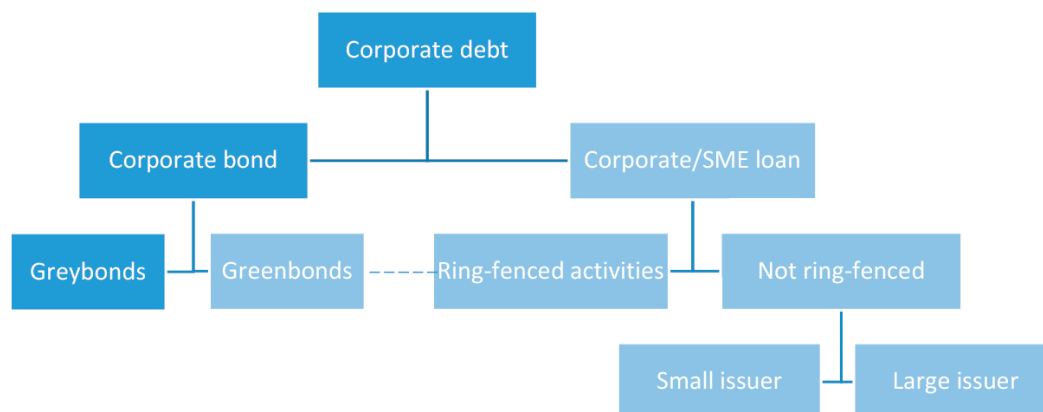 Corporate debt
Corporate bond
Corporate/SME loan
Greybonds
Greenbonds
Ring-fenced activities
Not ring-fenced
Small issuer
Large issuer